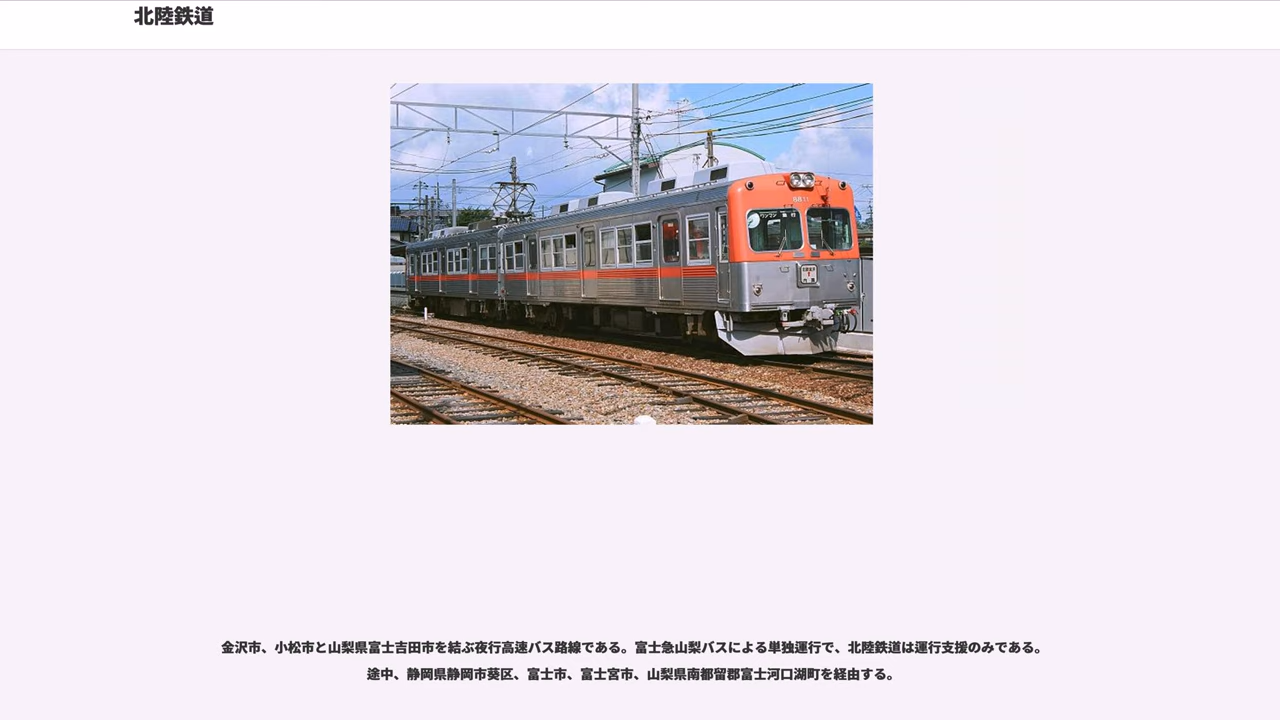 北陸鉄道
8811
ワンマン
金沢市、小松市と山梨県富士吉田市を結ぶ夜行高速バス路線である。富士急山梨バスによる単独運行で、北陸鉄道は運行支援のみである。
途中、静岡県静岡市葵区、富士市、富士宮市、山梨県南都留郡富士河口湖町を経由する。